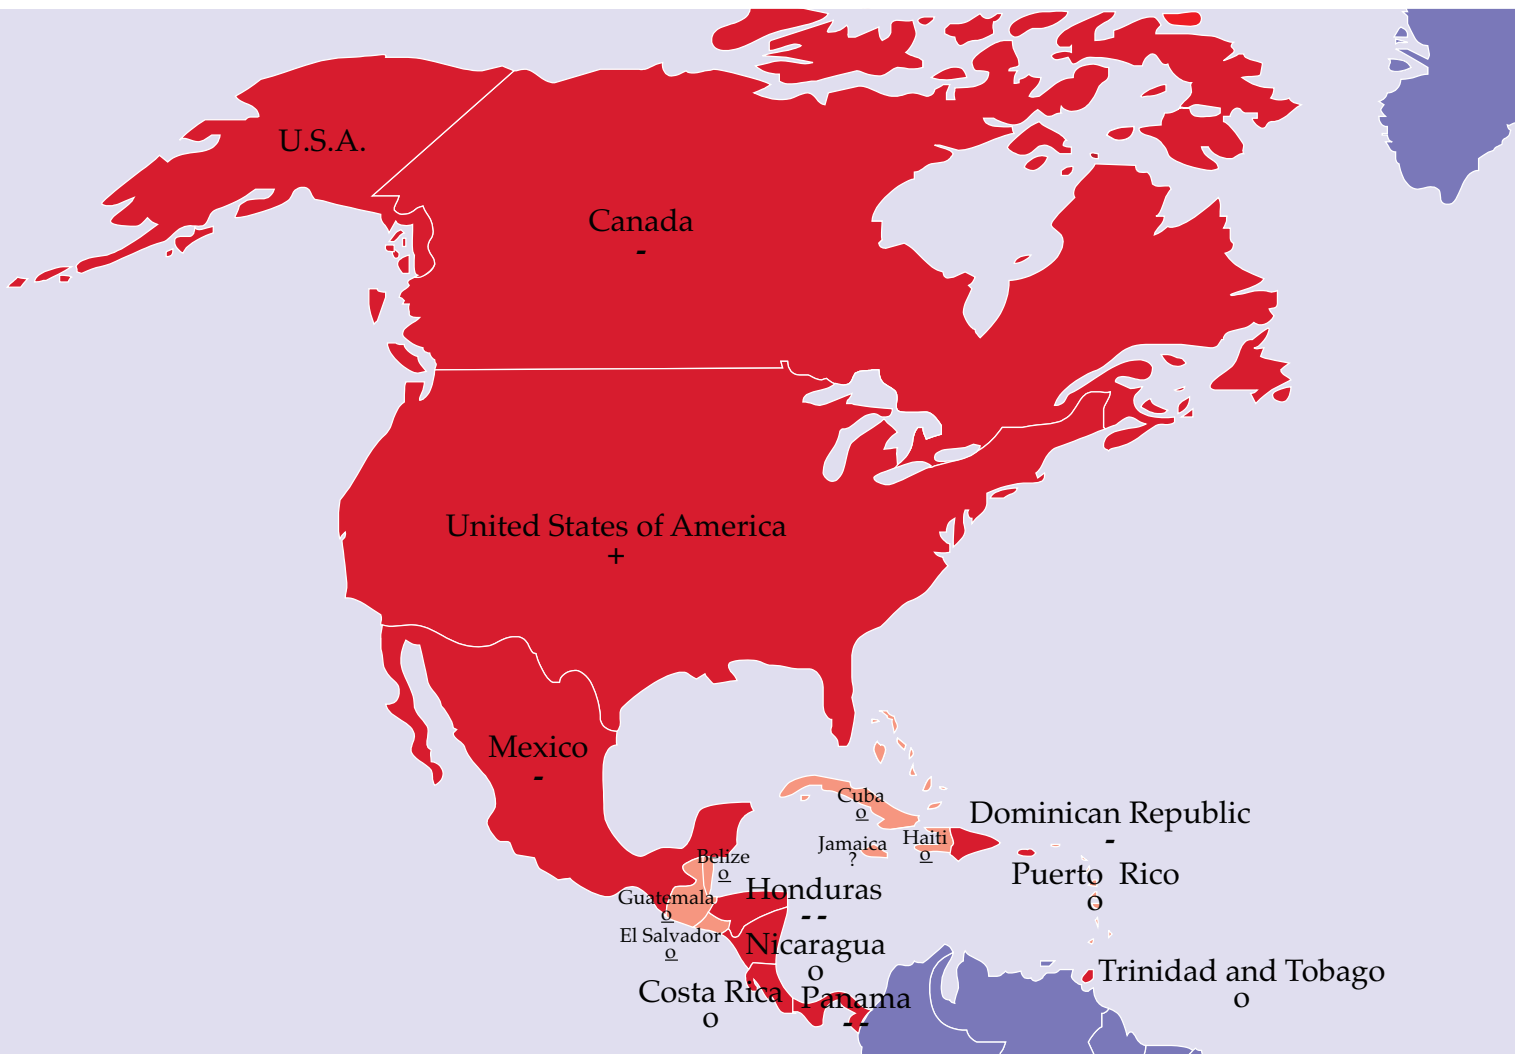 U.S.A.
Canada
-
United States of America
+
Mexico
-
Cuba
o
Dominican Republic
-
Jamaica
?
Haiti
o
Belize
o
Puerto Rico
o
Honduras
--
Guatemala
o
El Salvador
o
Nicaragua
o
Trinidad and Tobago
o
Costa Rica
o
Panama
--